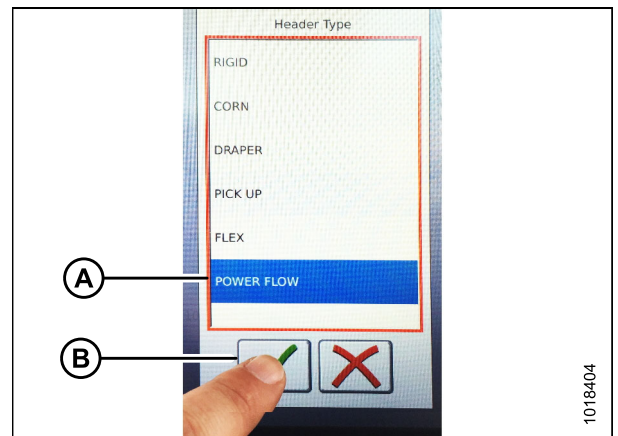 Header Type
RIGID
CORN
DRAPER
PICK UP
FLEX
A
POWER FLOW
B
1018404